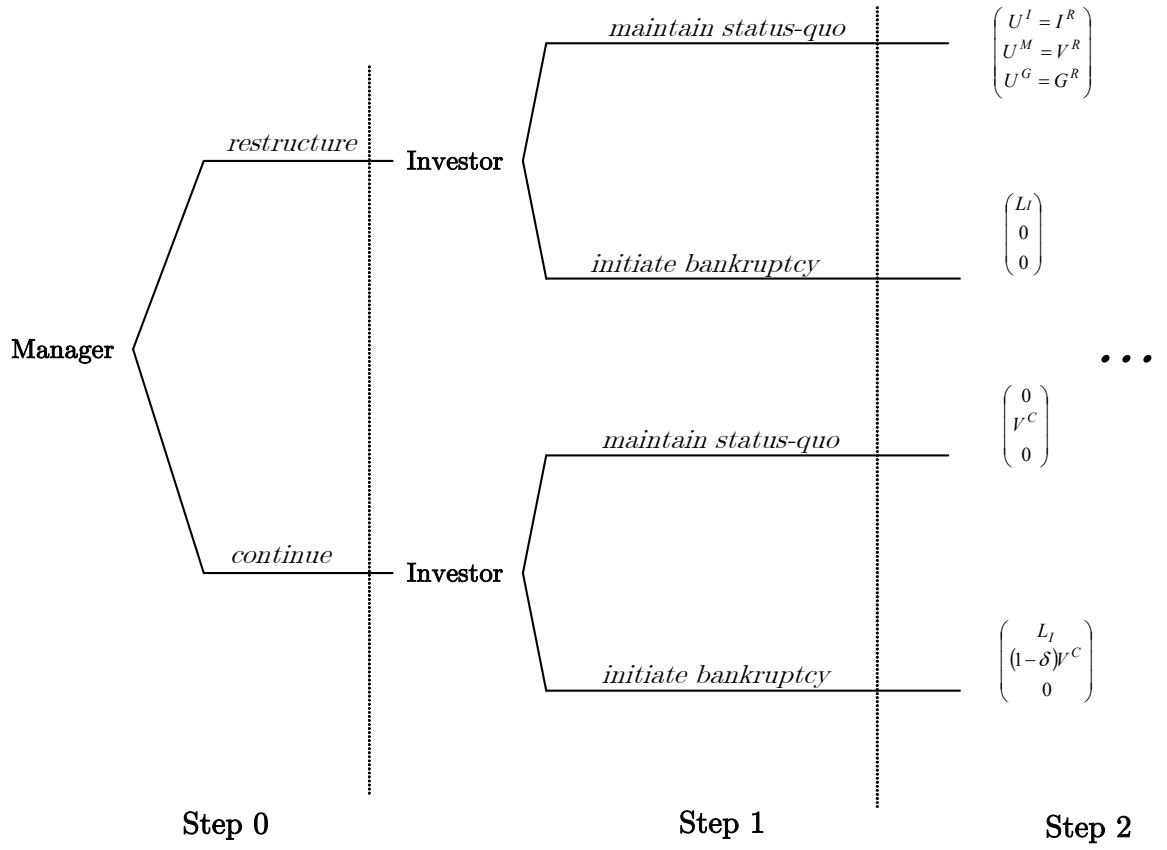 maintain status-quo
U^I = I^R
U^M = V^R
U^G = G^R
restructure
Investor
L_I
0
0
initiate bankruptcy
Manager
...
0
V^C
0
maintain status-quo
continue
Investor
L_I
(1−δ)V^C
0
initiate bankruptcy
Step 0
Step 1
Step 2